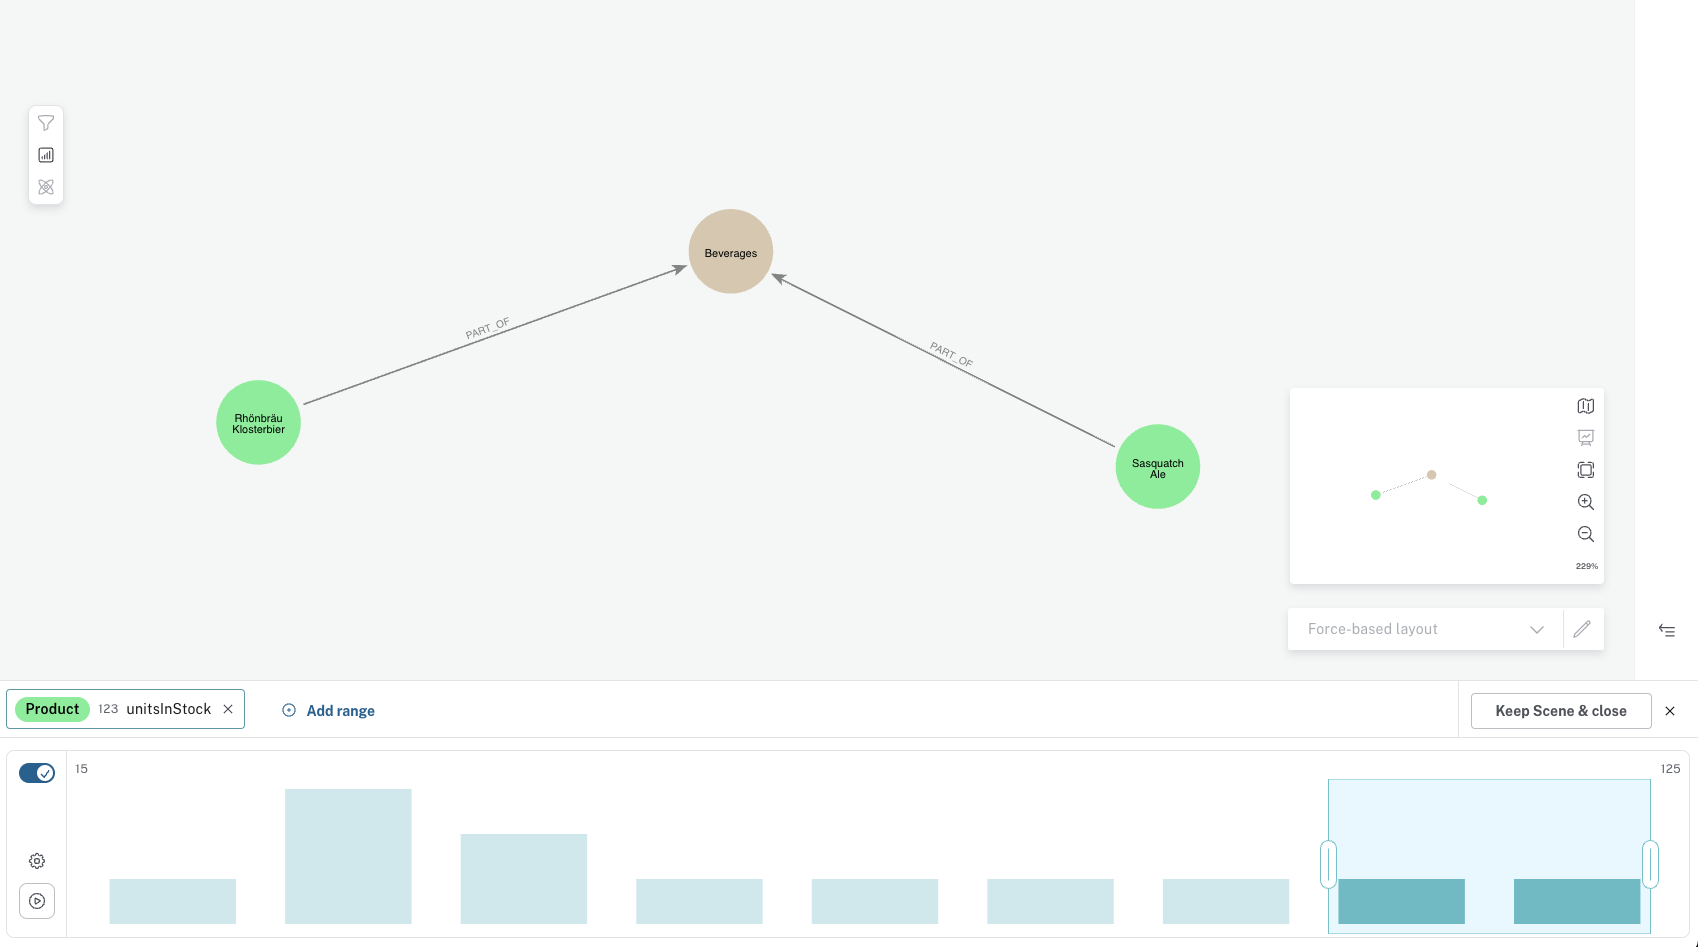 Beverages
PART_OF
PART_OF
Rhönbräu
Klosterbier
Sasquatch
Ale
229%
Force-based layout
Product 123 unitsInStock
Add range
Keep Scene & close
15
125